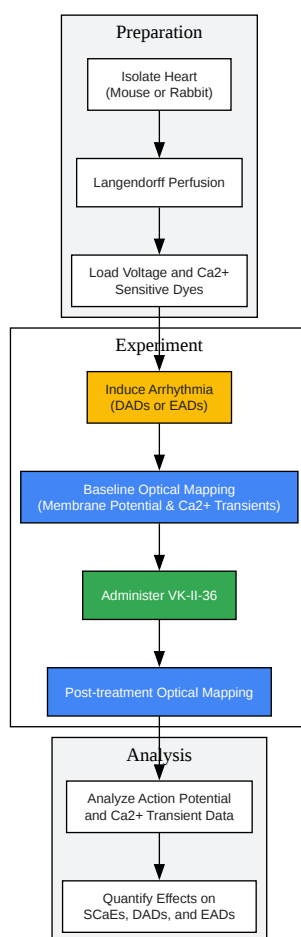 Preparation
Isolate Heart
(Mouse or Rabbit)
Langendorff Perfusion
Load Voltage and Ca2+
Sensitive Dyes
Experiment
Induce Arrhythmia
(DADs or EADs)
Baseline Optical Mapping
(Membrane Potential & Ca2+ Transients)
Administer VK-II-36
Post-treatment Optical Mapping
Analysis
Analyze Action Potential
and Ca2+ Transient Data
Quantify Effects on
SCaEs, DADs, and EADs